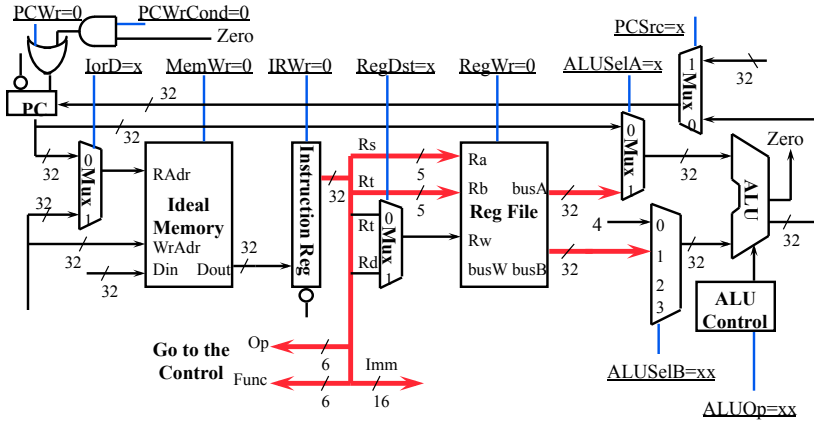 PCWr=0 PCWrCond=0 PCSrc=x
Zero
IorD=x MemWr=0 IRWr=0 RegDst=x RegWr=0 ALUSelA=x
1 Mux 0
32
PC
32
32
32
32
0 Mux 1
RAdr
Ideal
Memory
WrAdr
Din Dout
32
32
32
32
Instruction Reg
32
Rs
Rt
Rt
Rd
5
5
0 Mux 1
Ra
Rb busA
Reg File
Rw
busW busB
32
32
0 Mux 1
32
4
0
1
2
3
32
ALU
Zero
32
ALU
Control
Go to the
Control
Op
6
Func
6
Imm
16
ALUSelB=xx
ALUOp=xx